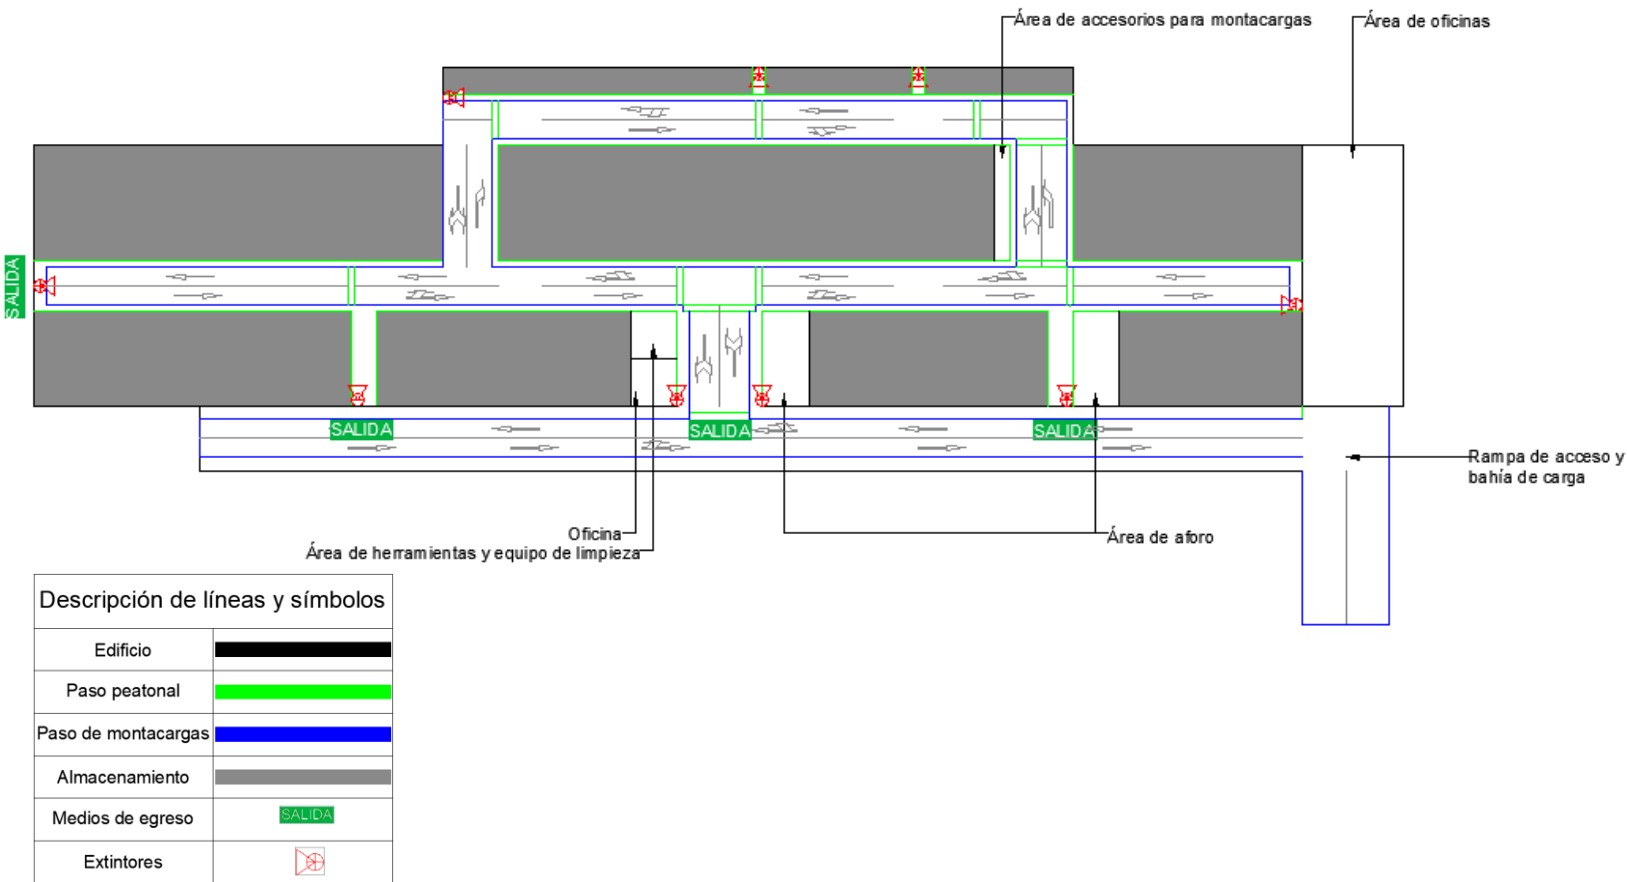 Área de accesorios para montacargas
Área de oficinas
SALIDA
SALIDA
SALIDA
SALIDA
Rampa de acceso y
bahía de carga
Oficina
Área de herramientas y equipo de limpieza
Área de aforo
Descripción de líneas y símbolos
Edificio
Paso peatonal
Paso de montacargas
Almacenamiento
Medios de egreso
SALIDA
Extintores